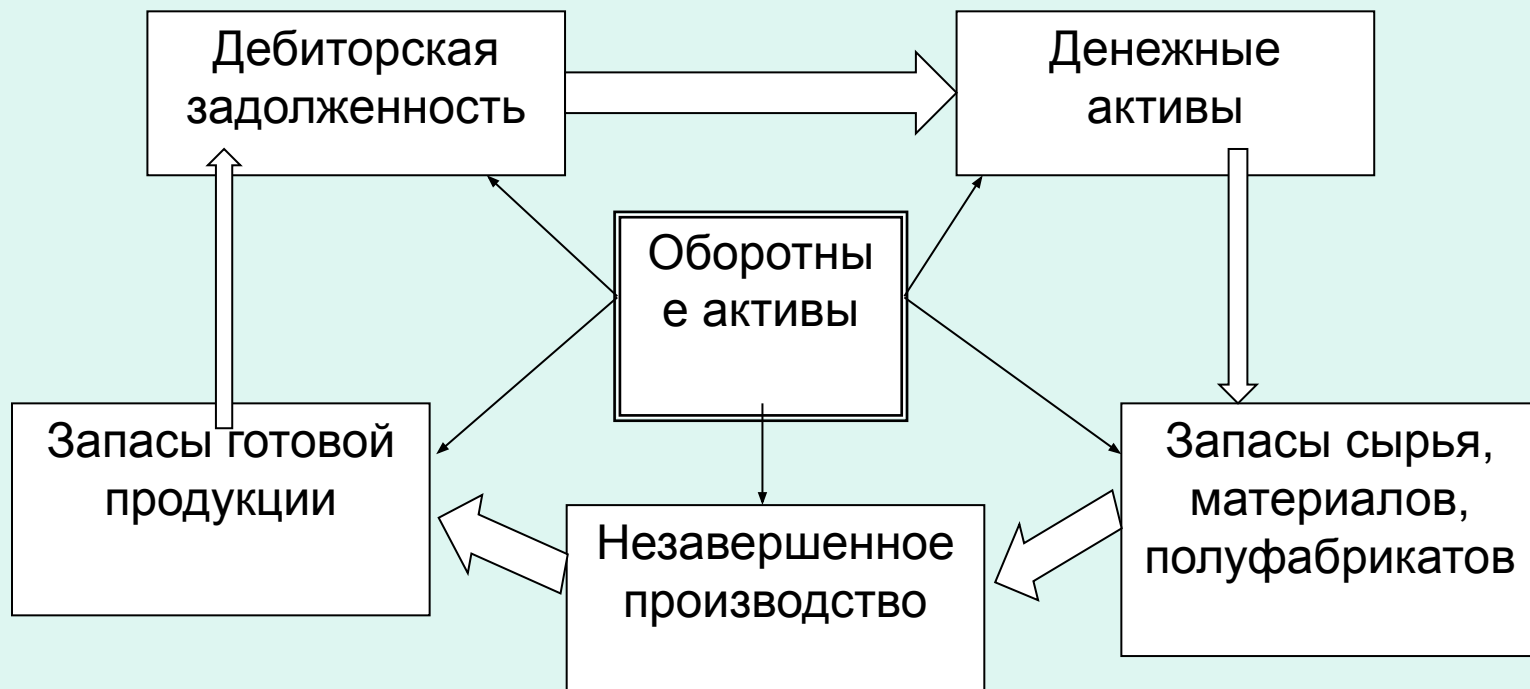 Дебиторская
задолженность
Денежные
активы
Оборотны
е активы
Запасы готовой
продукции
Незавершенное
производство
Запасы сырья,
материалов,
полуфабрикатов